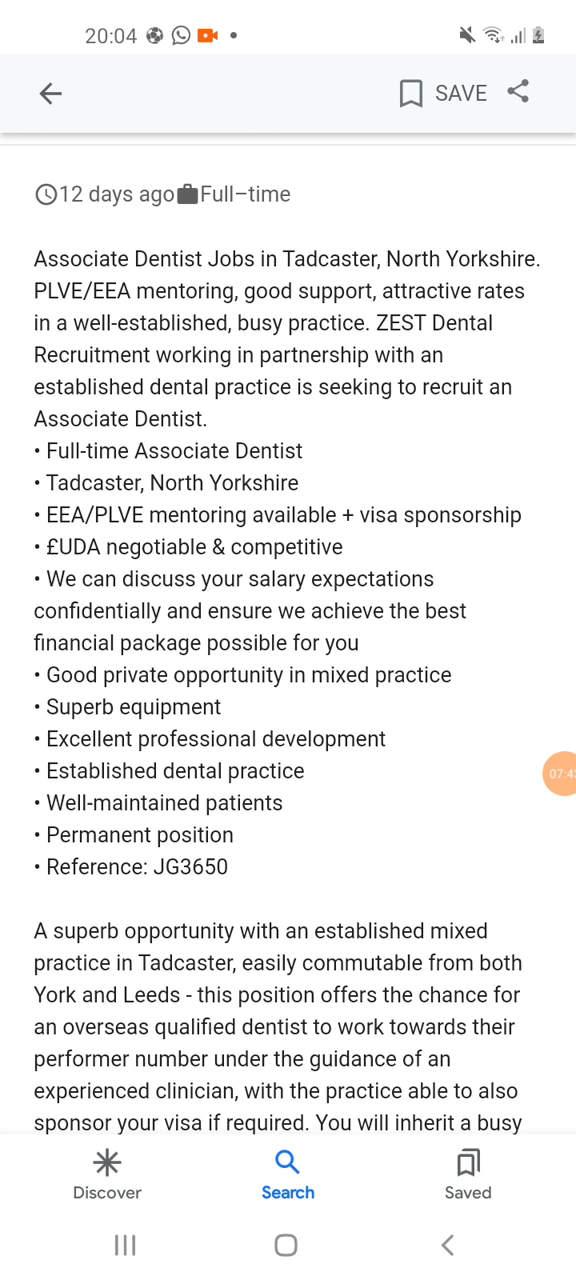 20:04
SAVE
12 days ago Full–time
Associate Dentist Jobs in Tadcaster, North Yorkshire.
PLVE/EEA mentoring, good support, attractive rates
in a well-established, busy practice. ZEST Dental
Recruitment working in partnership with an
established dental practice is seeking to recruit an
Associate Dentist.
• Full-time Associate Dentist
• Tadcaster, North Yorkshire
• EEA/PLVE mentoring available + visa sponsorship
• £UDA negotiable & competitive
• We can discuss your salary expectations
confidentially and ensure we achieve the best
financial package possible for you
• Good private opportunity in mixed practice
• Superb equipment
• Excellent professional development
• Established dental practice
• Well-maintained patients
• Permanent position
• Reference: JG3650
A superb opportunity with an established mixed
practice in Tadcaster, easily commutable from both
York and Leeds - this position offers the chance for
an overseas qualified dentist to work towards their
performer number under the guidance of an
experienced clinician, with the practice able to also
sponsor your visa if required. You will inherit a busy
Discover
Search
Saved